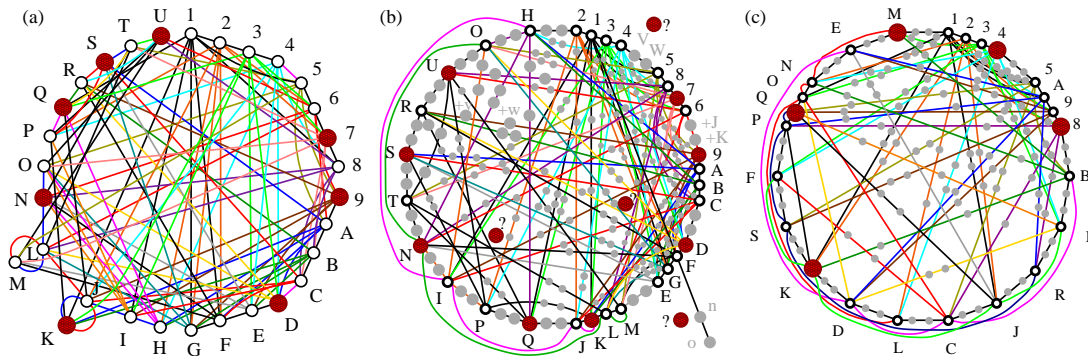 (a)
U
1
2
3
4
5
6
7
8
9
A
B
C
D
E
F
G
H
I
J
K
L
M
N
O
P
Q
R
S
T
(b)
H
2
1
3
4
?
V
W
5
8
7
6
+J
+K
9
A
B
C
D
F
G
E
n
o
?
M
L
K
J
Q
P
I
N
T
S
R
U
O
+w
?
?
(c)
M
1
2
3
4
5
A
9
8
B
R
J
C
L
D
K
S
F
P
Q
O
N
E